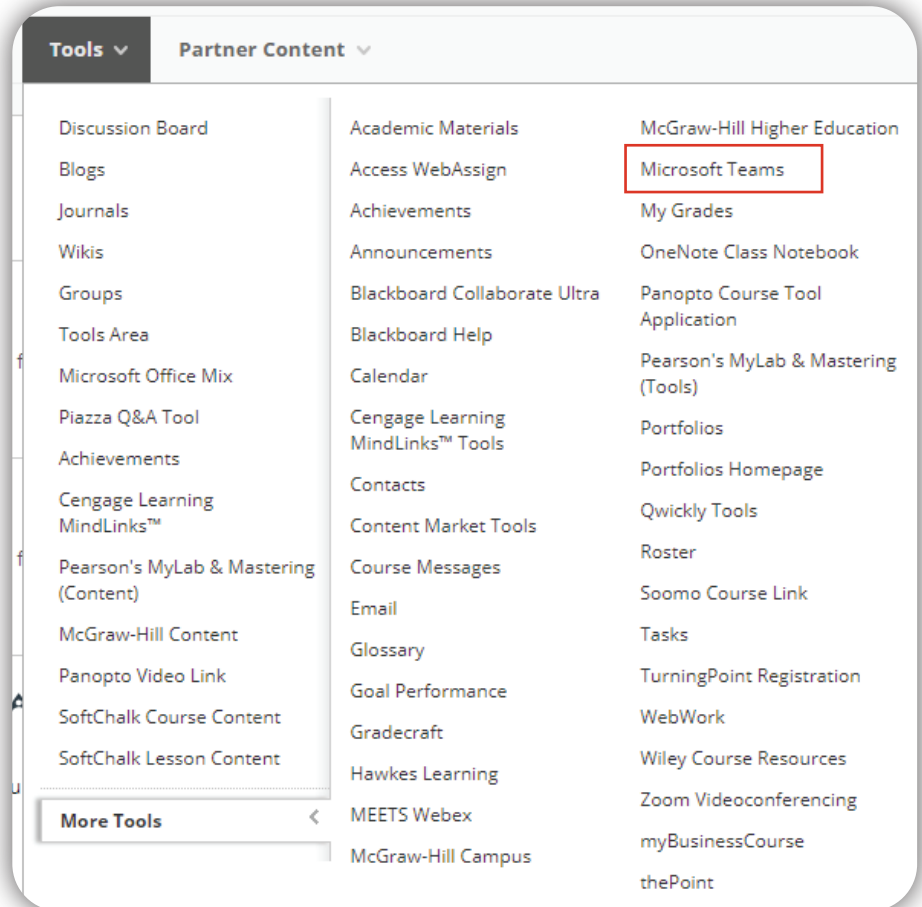 Tools
Partner Content
Discussion Board
Blogs
Journals
Wikis
Groups
Tools Area
Microsoft Office Mix
Piazza Q&A Tool
Achievements
Cengage Learning
MindLinks™
Pearson's MyLab & Mastering
(Content)
McGraw-Hill Content
Panopto Video Link
SoftChalk Course Content
SoftChalk Lesson Content
More Tools
Academic Materials
Access WebAssign
Achievements
Announcements
Blackboard Collaborate Ultra
Blackboard Help
Calendar
Cengage Learning
MindLinks™ Tools
Contacts
Content Market Tools
Course Messages
Email
Glossary
Goal Performance
Gradecraft
Hawkes Learning
MEETS Webex
McGraw-Hill Campus
McGraw-Hill Higher Education
Microsoft Teams
My Grades
OneNote Class Notebook
Panopto Course Tool
Application
Pearson's MyLab & Mastering
(Tools)
Portfolios
Portfolios Homepage
Qwickly Tools
Roster
Soomo Course Link
Tasks
TurningPoint Registration
WebWork
Wiley Course Resources
Zoom Videoconferencing
myBusinessCourse
thePoint